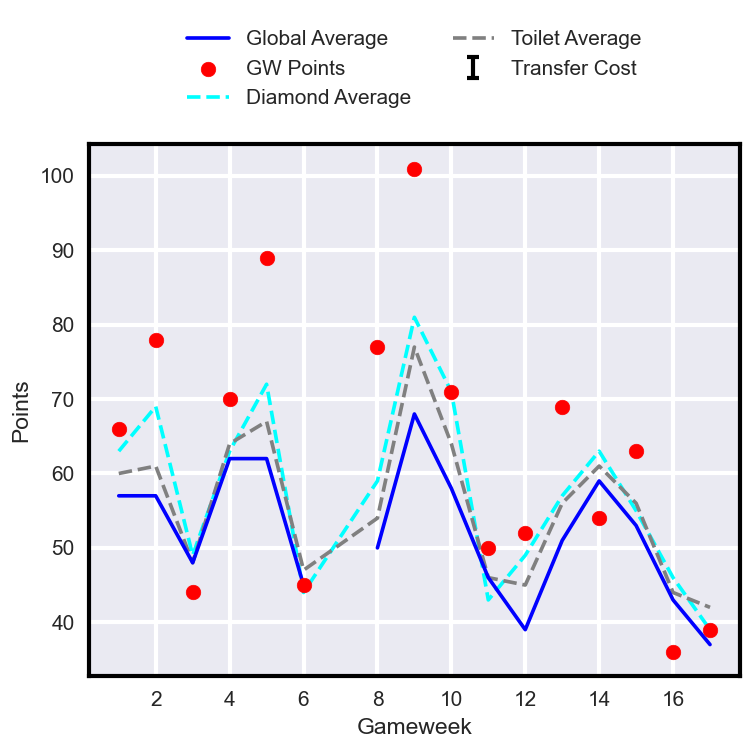 Global Average
GW Points
Diamond Average
Toilet Average
Transfer Cost
100
90
80
70
60
50
40
Points
2 4 6 8 10 12 14 16
Gameweek